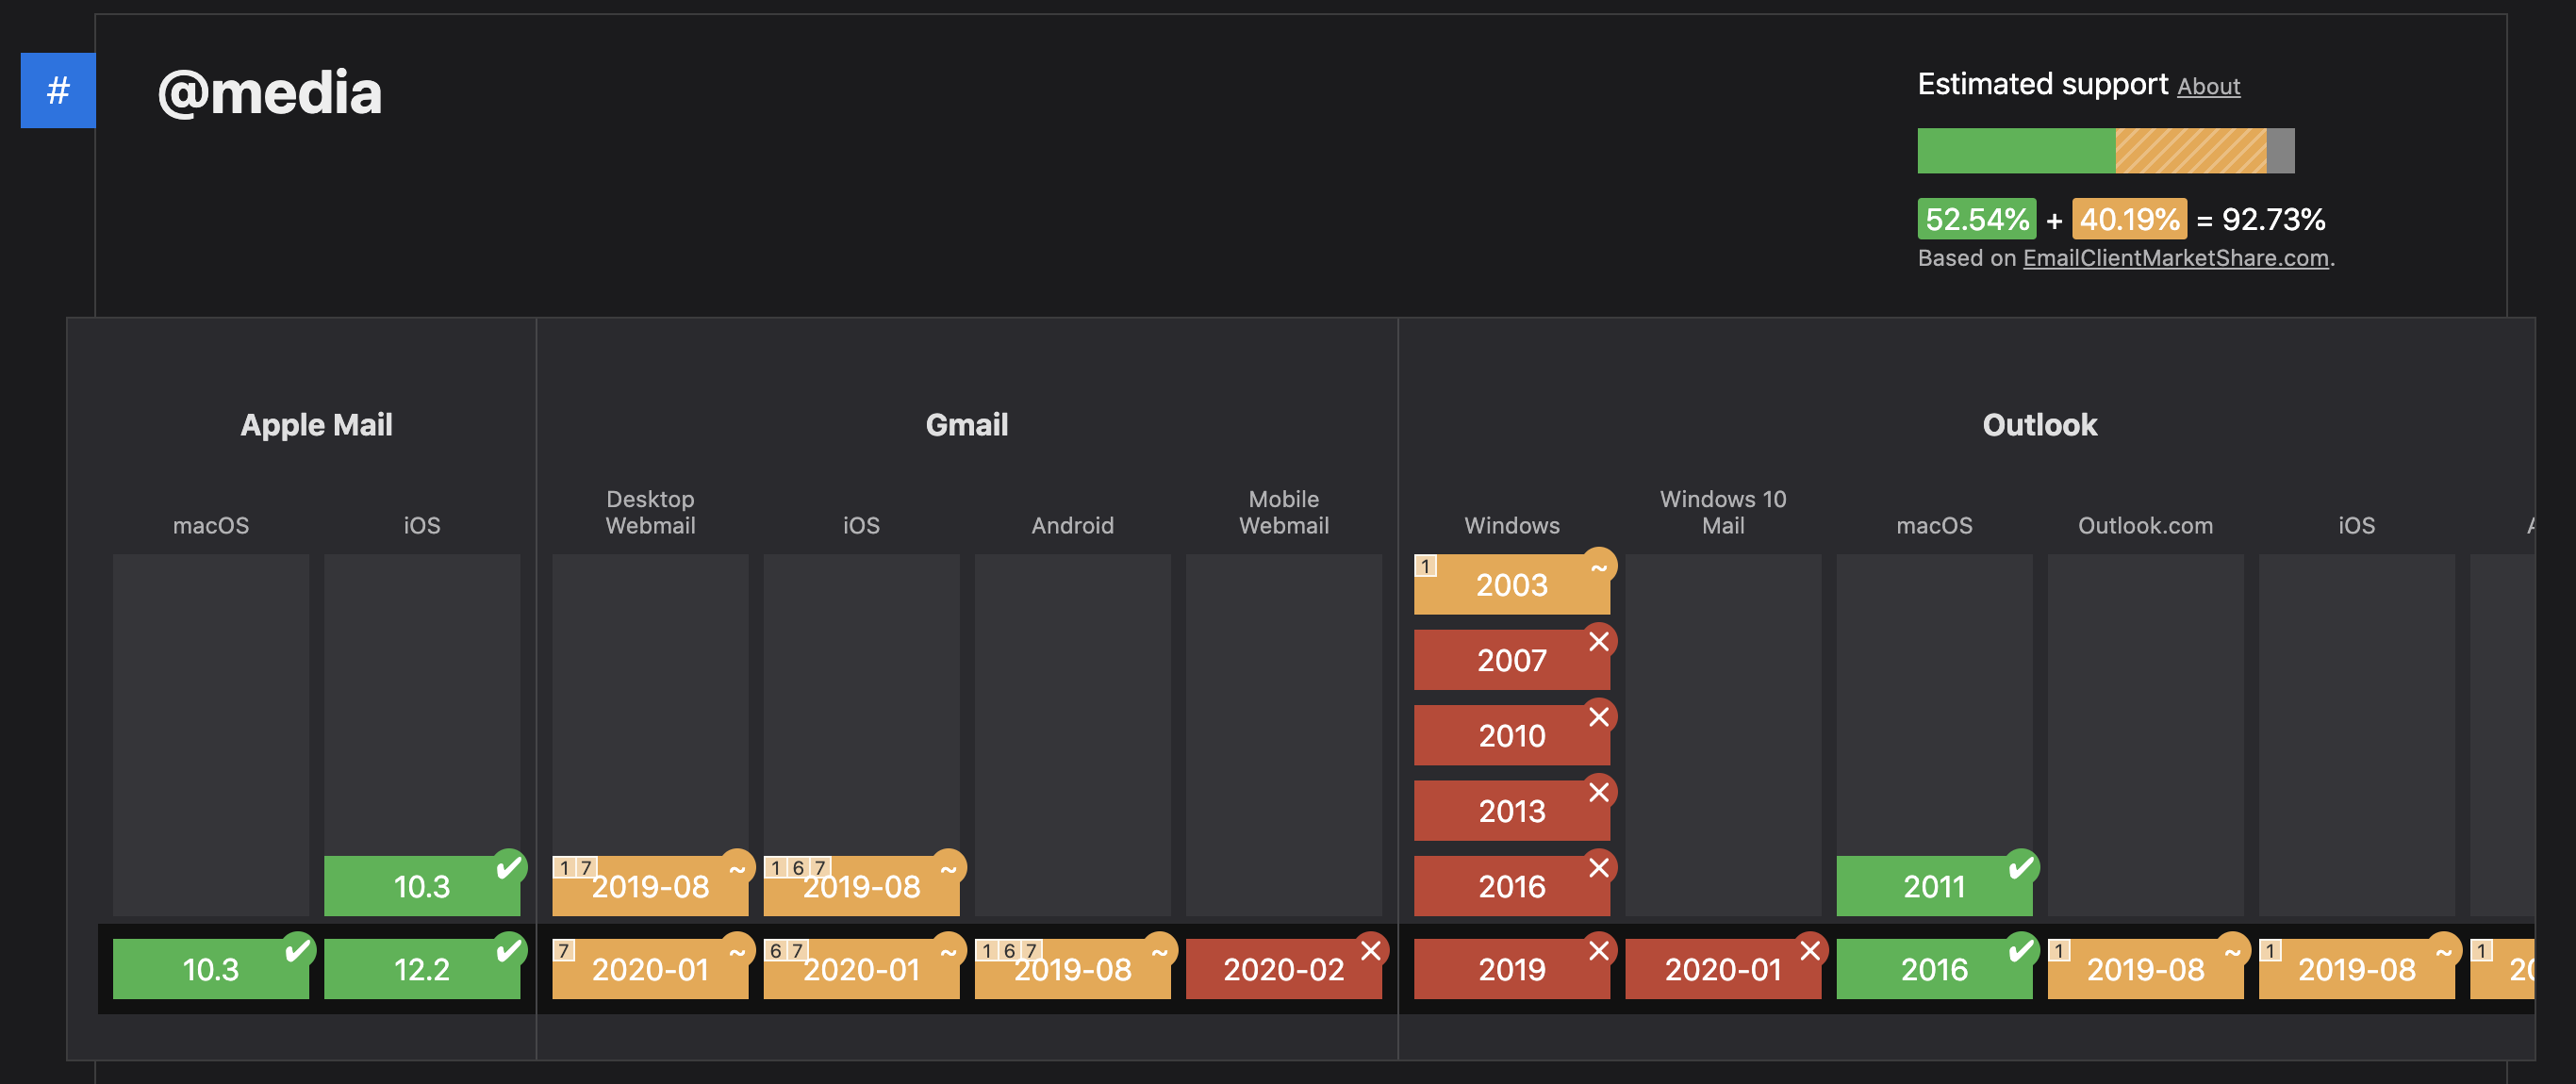 #
@media
Estimated support About
52.54% + 40.19% = 92.73%
Based on EmailClientMarketShare.com.
Apple Mail
Gmail
Outlook
macOS
iOS
Desktop
Webmail
iOS
Android
Mobile
Webmail
Windows
Windows 10
Mail
macOS
Outlook.com
iOS
1 2003 ~
2007
2010
2013
10.3
1 7 2019-08 ~
1 6 7 2019-08 ~
2016
2011
10.3
12.2
7 2020-01 ~
6 7 2020-01 ~
1 6 7 2019-08 ~
2020-02
2019
2020-01
2016
1 2019-08 ~
1 2019-08 ~
1